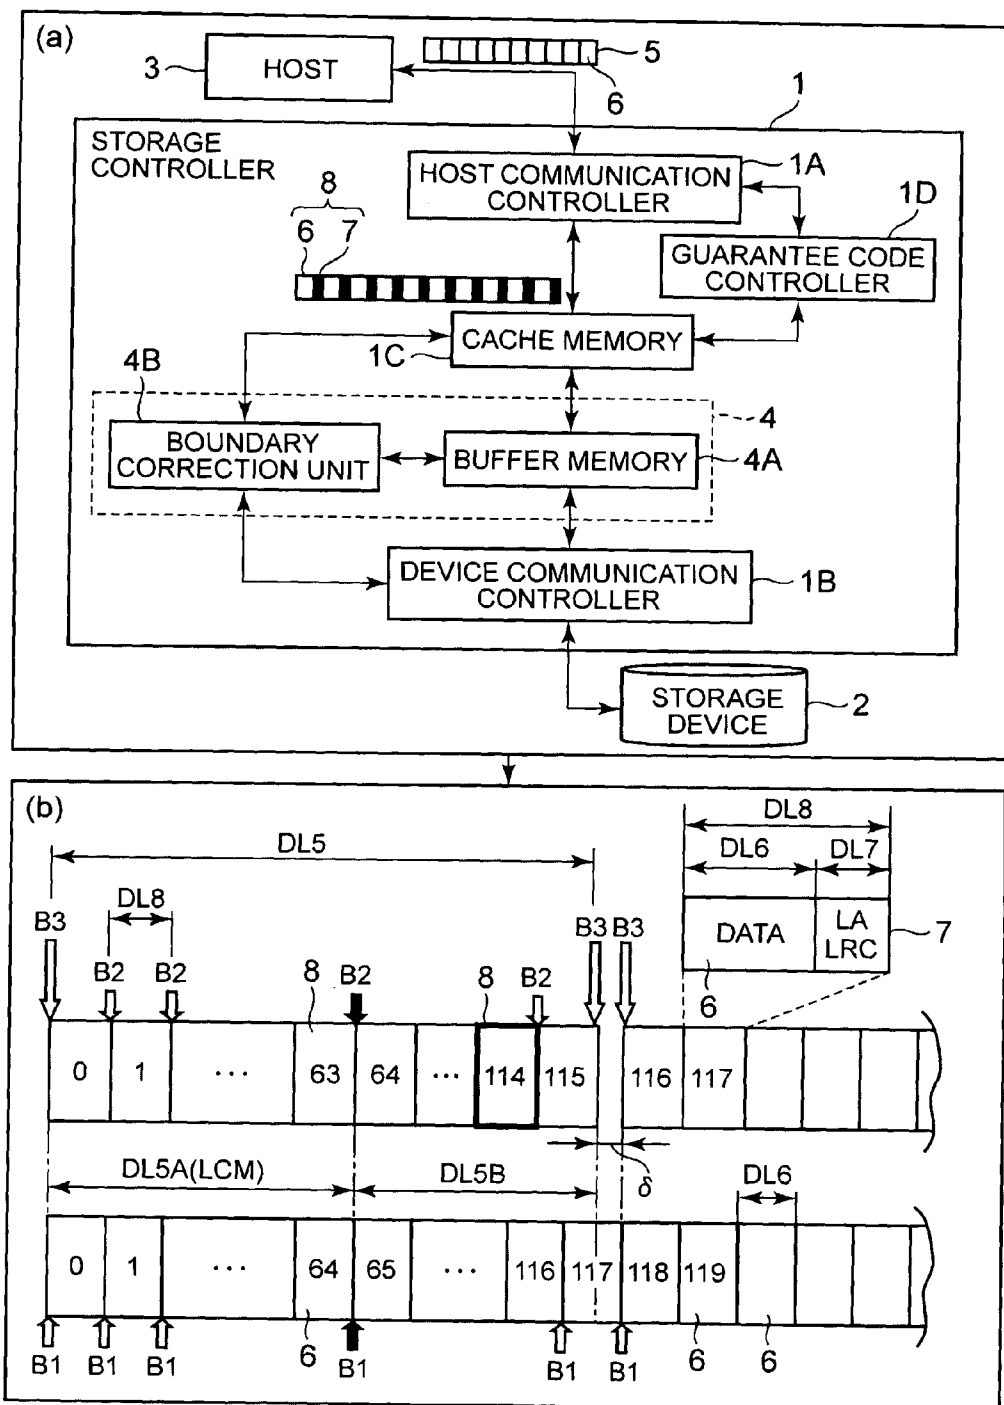 (a)
3 HOST 5
6
1
STORAGE
CONTROLLER
HOST COMMUNICATION
CONTROLLER
1A
8
6 7
1D
GUARANTEE CODE
CONTROLLER
1C
CACHE MEMORY
4B
4
BOUNDARY
CORRECTION UNIT
BUFFER MEMORY
4A
DEVICE COMMUNICATION
CONTROLLER
1B
STORAGE
DEVICE
2
(b)
DL8
DL5
DL6 DL7
B3 DL8 B3 B3
DATA LA
LRC
7
B2 B2 8 B2 8 B2
6
0 1 ... 63 64 ... 114 115 116 117
DL5A(LCM) DL5B δ DL6
0 1 ... 64 65 ... 116 117 118 119
6 6 6
B1 B1 B1 B1 B1 B1